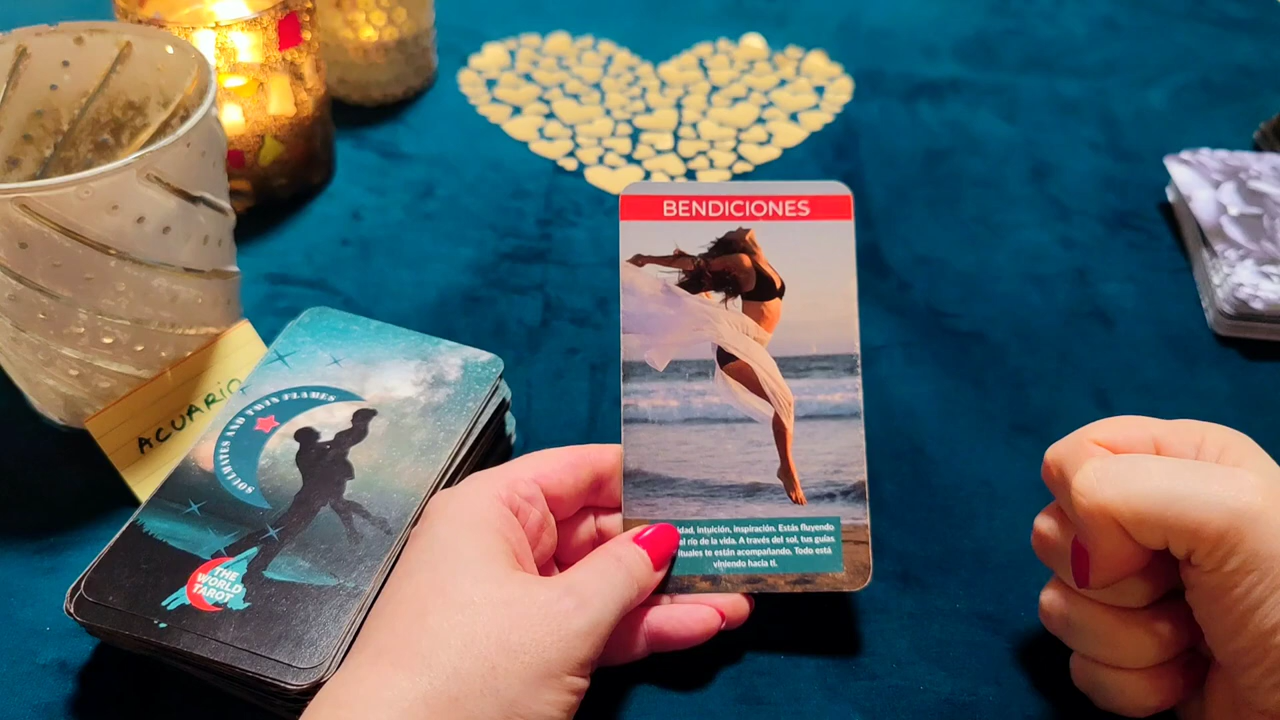 BENDICIONES
idad, intuición, inspiración. Estás fluyendo
el río de la vida. A través del sol, tus guías
ituales te están acompañando. Todo está
viniendo hacia ti.
ACUARIO
SOULMATES AND TWIN FLAMES
THE
WORLD
TAROT